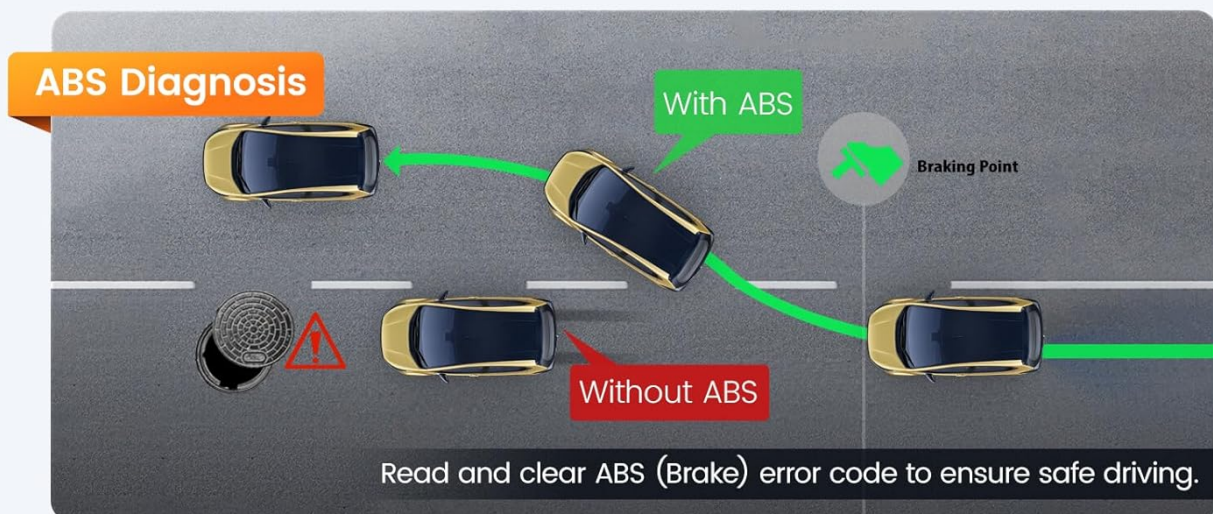 ABS Diagnosis
With ABS
Braking Point
Without ABS
Read and clear ABS (Brake) error code to ensure safe driving.